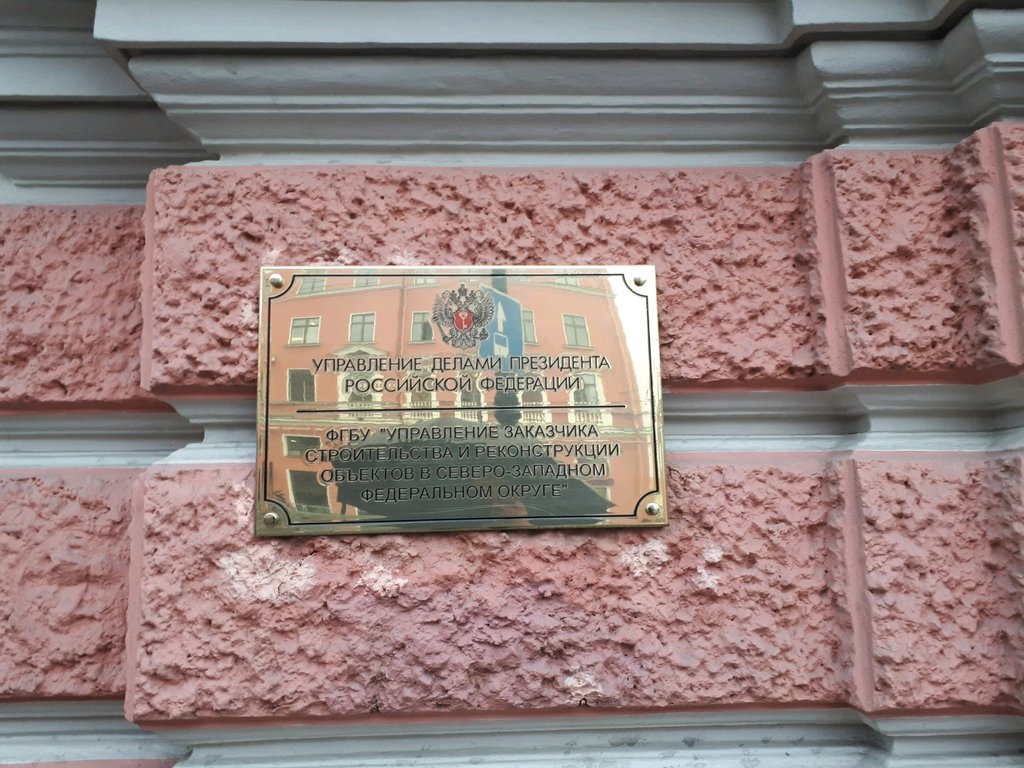 УПРАВЛЕНИЕ ДЕЛАМИ ПРЕЗИДЕНТА
РОССИЙСКОЙ ФЕДЕРАЦИИ
ФГБУ "УПРАВЛЕНИЕ ЗАКАЗЧИКА
СТРОИТЕЛЬСТВА И РЕКОНСТРУКЦИИ
ОБЪЕКТОВ В СЕВЕРО-ЗАПАДНОМ
ФЕДЕРАЛЬНОМ ОКРУГЕ"